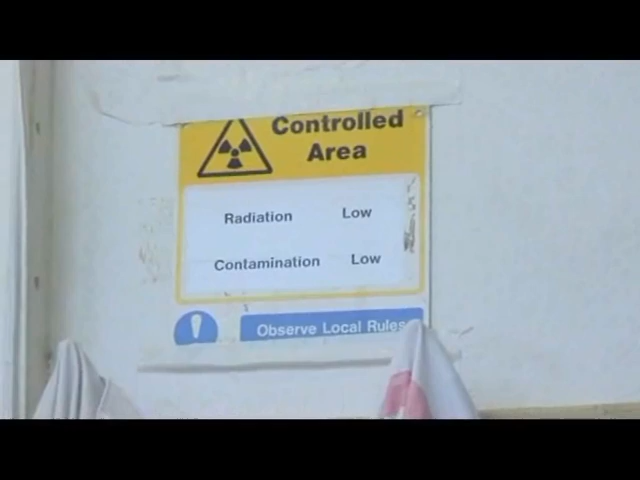 Controlled
Area
Radiation Low
Contamination Low
Observe Local Rules